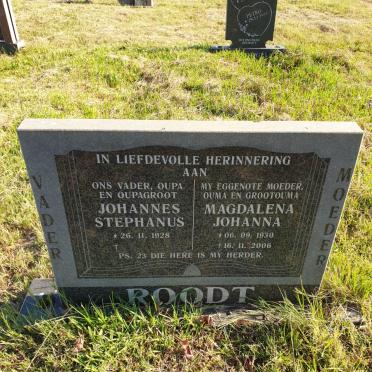 IN LIEFDEVOLLE HERINNERING
AAN
VADER
ONS VADER, OUPA
EN OUPAGROOT
JOHANNES
STEPHANUS
* 26. 11. 1928
MY EGGENOTE MOEDER,
OUMA EN GROOTOUMA
MAGDALENA
JOHANNA
* 06. 09. 1930
+ 16. 11. 2006
MOEDER
PS. 23 DIE HERE IS MY HERDER.
ROODT